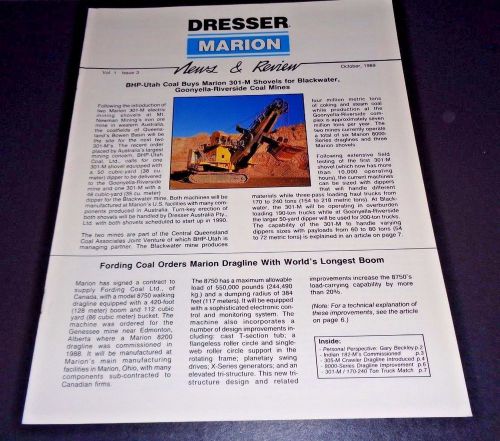 DRESSER
MARION
News & Review
Vol. 1 Issue 3
October, 1989
BHP-Utah Coal Buys Marion 301-M Shovels for Blackwater,
Goonyella-Riverside Coal Mines
Following the introduction of
two Marion 301-M electric
mining shovels at Mt.
Newman Mining's iron ore
mine in western Australia,
the coalfields of Queens-
land's Bowen Basin will be
the site for the next two
301-M's. The recent order
placed by Australia's largest
mining concern, BHP-Utah
Coal, Ltd., calls for one
301-M shovel equipped with
a 50 cubic-yard (38 cu.
meter) dipper to be delivered
to the Goonyella-Riverside
mine and one 301-M with a
cubic-yard cu. meter)
dipper for the Blackwater mine. Both machines will be
manufactured at Marion's U.S. facilities with many com-
ponents produced in Australia. Turn-key erection of
both shovels will be handled by Dresser Australia Pty.,
Ltd. with both shovels scheduled to start up in 1990.
The two mines are part of the Central Queensland
Coal Associates Joint Venture of which BHP-Utah is
managing partner. The Blackwater mine produces
four million metric tons
of coking and steam coal
while production at the
Goonyella-Riverside com-
plex is approximately seven
million tons per year. The
two mines currently operate
a total of six Marion 8000-
Series draglines and three
Marion shovels.
Following extensive field
testing of the first 301-M
shovel (which now has more
than 10,000 operating
hours), the current machines
can be sized with dippers
that will handle different
materials while three-pass loading haul trucks from
170 to 240 tons (154 to 218 metric tons). At Black-
water, the 301-M will be operating in overburden
loading 190-ton trucks while at Goonyella-Riverside
the larger 50-yard dipper will be used for 200-ton trucks.
The capability of the 301-M to handle varying
dipper sizes with payloads from 60 to 80 tons (54
to 72 metric tons) is explained in an article on page 7.
Fording Coal Orders Marion Dragline With World's Longest Boom
Marion has signed a contract to
supply Fording Coal Ltd., of
Canada, with a model 8750 walking
dragline equipped with a 420-foot
(128 meter) boom and 112 cubic
yard (86 cubic meter) bucket. The
machine was ordered for the
Genessee mine near Edmonton,
Alberta where a Marion 8200
dragline was commissioned in
1988. It will be manufactured at
Marion's main manufacturing
facilities in Marion, Ohio, with many
components sub-contracted to
Canadian firms.
The 8750 has a maximum allowable
load of 550,000 pounds (244,490
kg.) and a dumping radius of 384
feet (117 meters). It will be equipped
with a sophisticated electronic con-
trol and monitoring system. The
machine also incorporates a
number of design improvements in-
cluding: cast T-section tub; a
flangeless roller circle and single-
web roller circle support in the
rotating frame; planetary swing
drives; X-Series generators; and an
elevated tri-structure. This new tri-
structure design and related
improvements increase the 8750's
load-carrying capability by more
than 20%.
(Note: For a technical explanation of
these improvements, see the article
on page 6.)
Inside:
- Personal Perspective: Gary Beckley p.2
- Indian 182-M's Commissioned p.3
- 305-M Crawler Dragline Introduced p.4
- 8000-Series Dragline Improvement p.6
- 301-M / 170-240 Ton Truck Match p.7